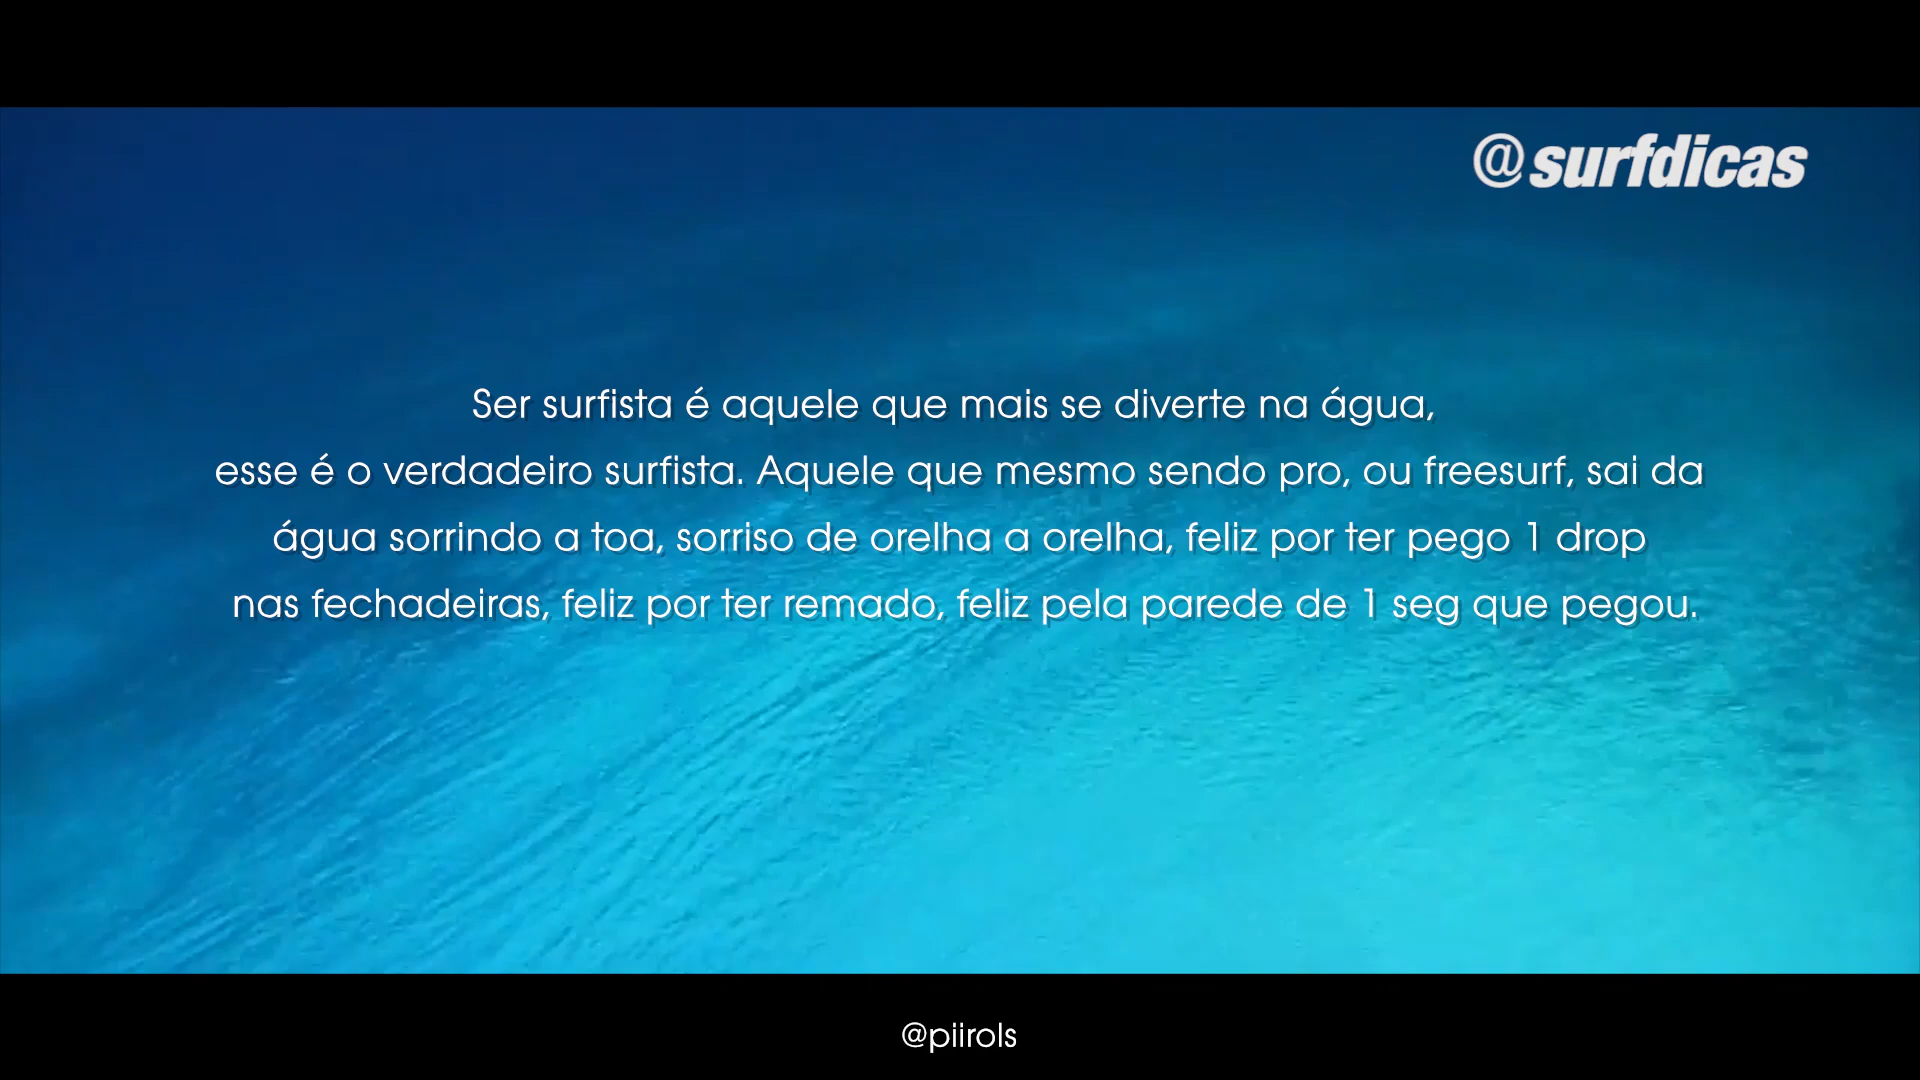 @surfdicas
Ser surfista é aquele que mais se diverte na água,
esse é o verdadeiro surfista. Aquele que mesmo sendo pro, ou freesurf, sai da
água sorrindo a toa, sorriso de orelha a orelha, feliz por ter pego 1 drop
nas fechadeiras, feliz por ter remado, feliz pela parede de 1 seg que pegou.
@piirols